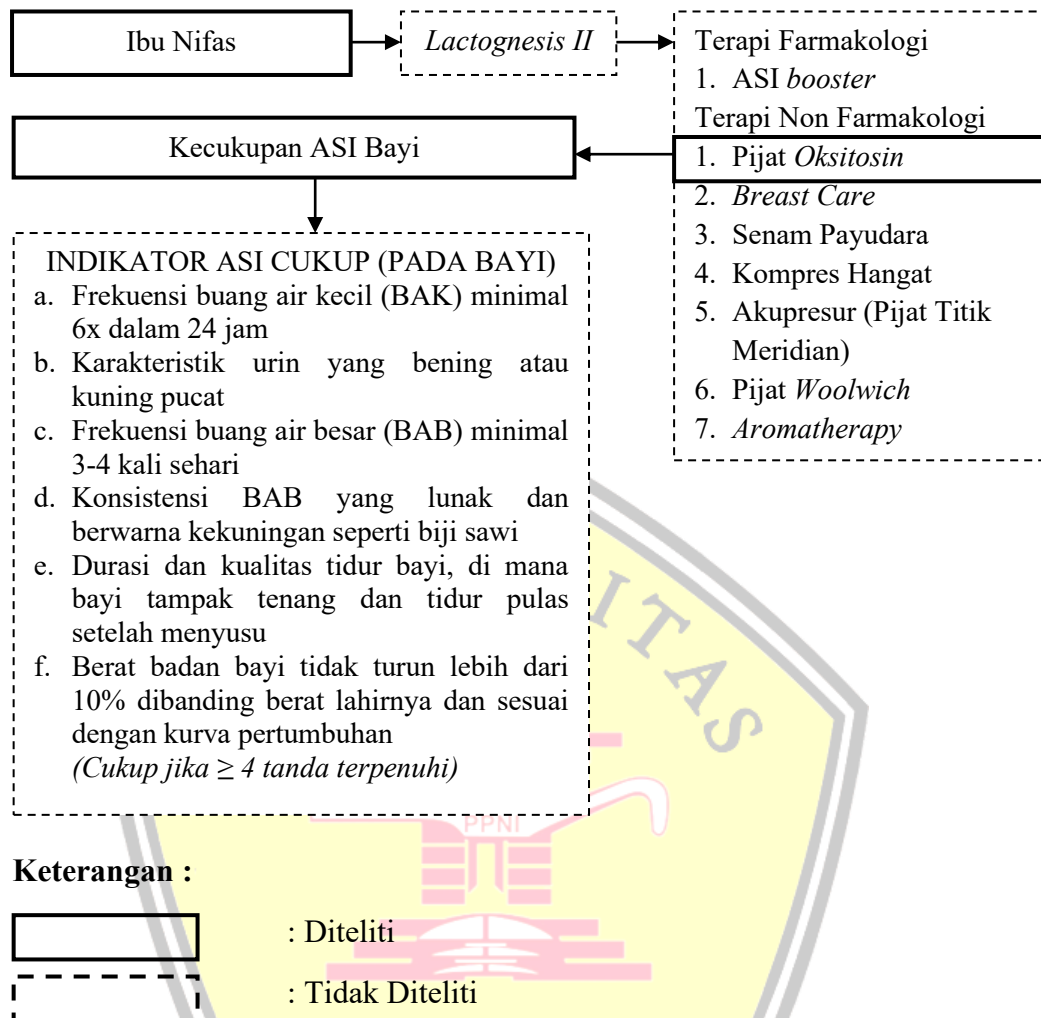 Ibu Nifas
Lactognesis II
Terapi Farmakologi
1. ASI booster
Terapi Non Farmakologi
1. Pijat Oksitosin
2. Breast Care
3. Senam Payudara
4. Kompres Hangat
5. Akupresur (Pijat Titik
Meridian)
6. Pijat Woolwich
7. Aromatherapy
Kecukupan ASI Bayi
INDIKATOR ASI CUKUP (PADA BAYI)
a. Frekuensi buang air kecil (BAK) minimal
6x dalam 24 jam
b. Karakteristik urin yang bening atau
kuning pucat
c. Frekuensi buang air besar (BAB) minimal
3-4 kali sehari
d. Konsistensi BAB yang lunak dan
berwarna kekuningan seperti biji sawi
e. Durasi dan kualitas tidur bayi, di mana
bayi tampak tenang dan tidur pulas
setelah menyusu
f. Berat badan bayi tidak turun lebih dari
10% dibanding berat lahirnya dan sesuai
dengan kurva pertumbuhan
(Cukup jika ≥ 4 tanda terpenuhi)
ITAS
PPNI
Keterangan :
: Diteliti
: Tidak Diteliti